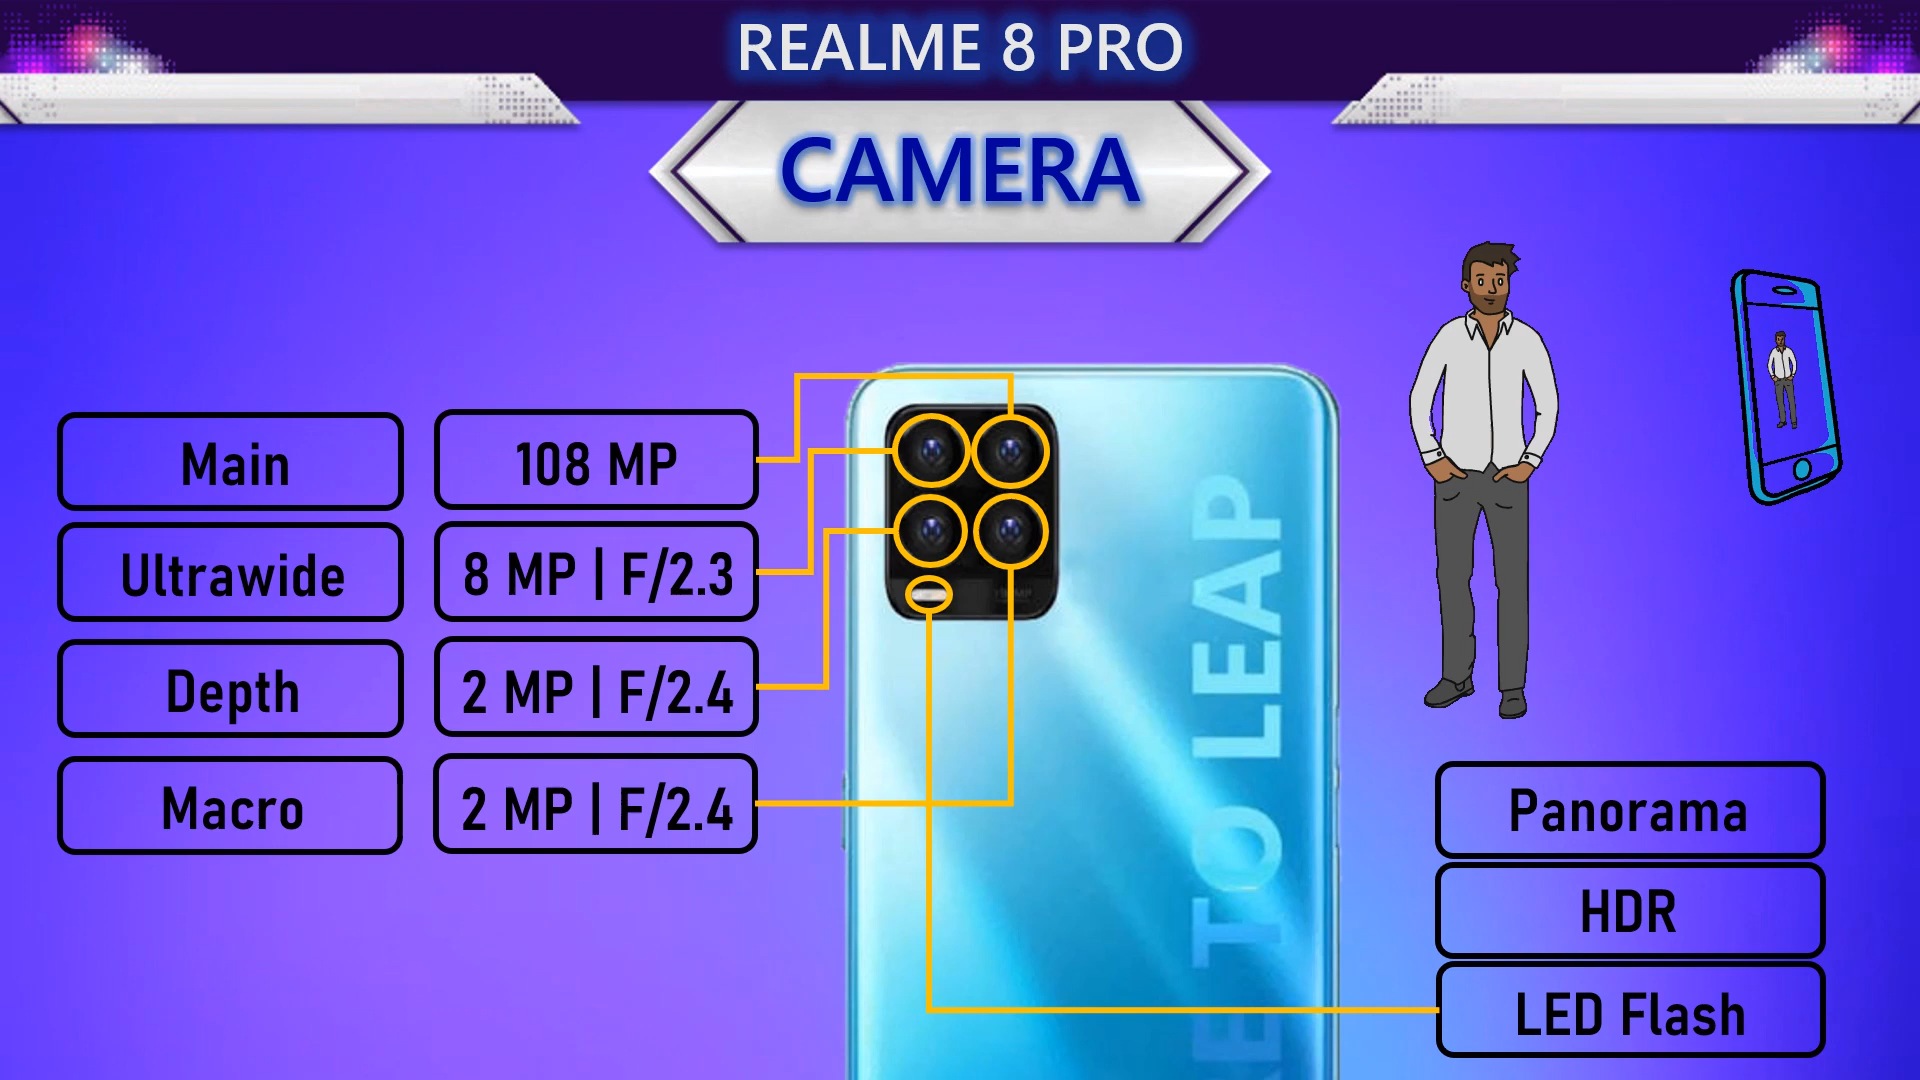 REALME 8 PRO
CAMERA
Main
108 MP
Ultrawide
8 MP | F/2.3
Depth
2 MP | F/2.4
Macro
2 MP | F/2.4
E TO LEAP
Panorama
HDR
LED Flash